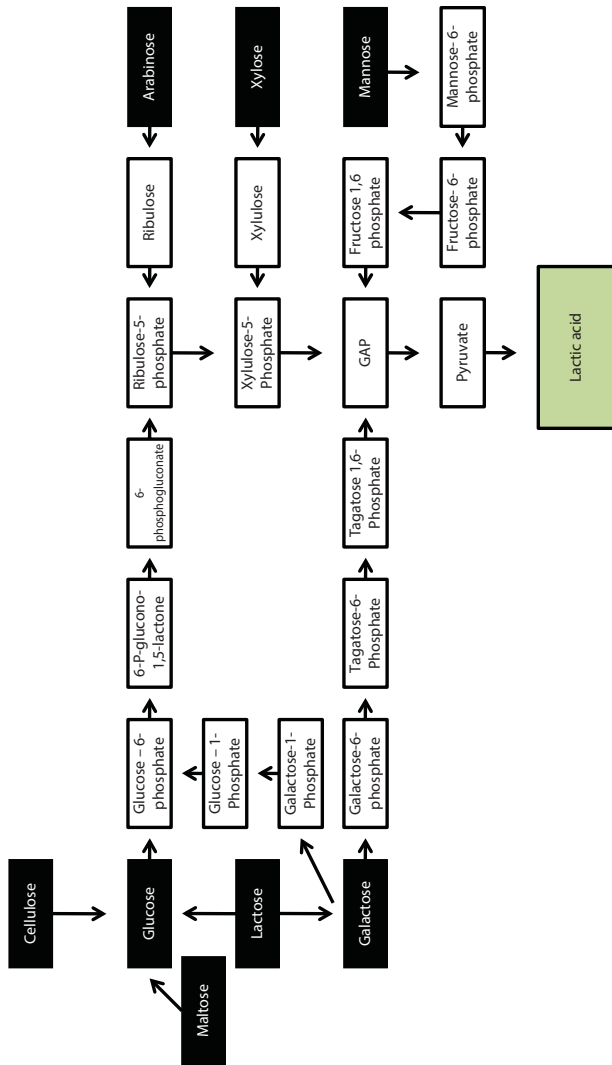 Cellulose
Maltose
Glucose
Lactose
Galactose
Glucose – 6-
phosphate
Glucose – 1-
Phosphate
Galactose-1-
Phosphate
Galactose-6-
phosphate
6-P-glucono-
1,5-lactone
Tagatose-6-
Phosphate
6-
phosphogluconate
Tagatose 1,6-
Phosphate
Ribulose-5-
phosphate
Xylulose-5-
Phosphate
GAP
Pyruvate
Lactic acid
Ribulose
Xylulose
Fructose 1,6
phosphate
Fructose- 6-
phosphate
Arabinose
Xylose
Mannose
Mannose- 6-
phosphate